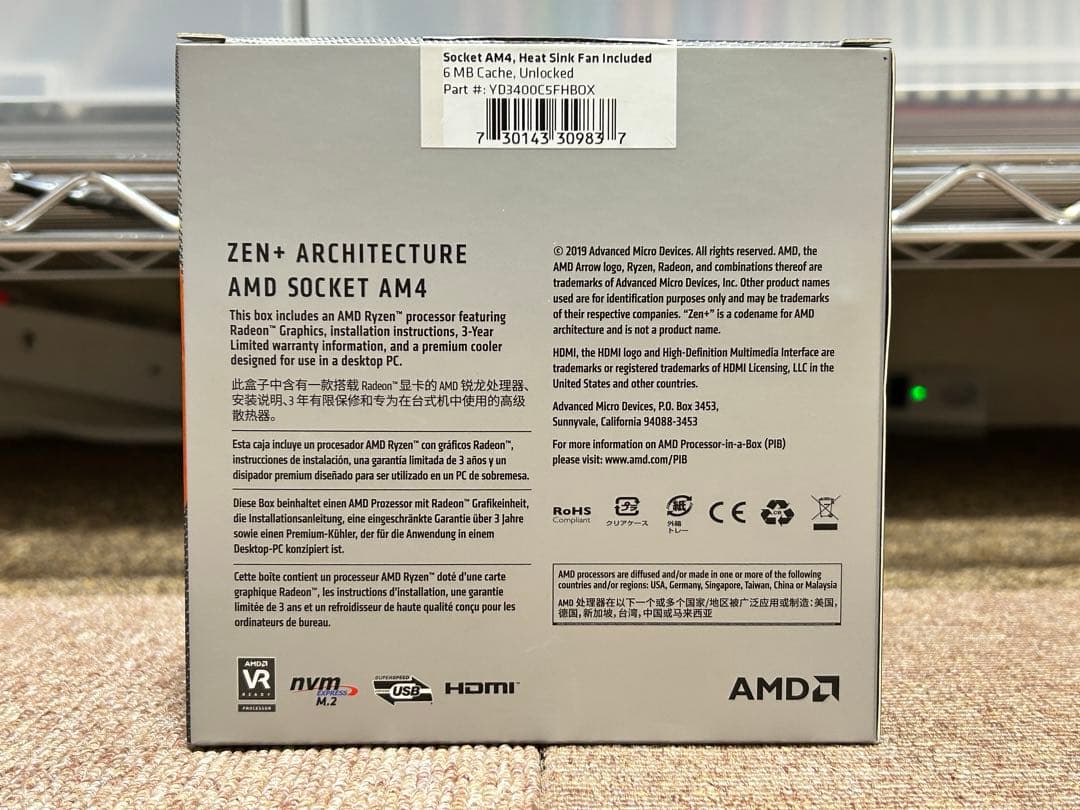 Socket AM4, Heat Sink Fan Included
6 MB Cache, Unlocked
Part #: YD3400C5FHBOX
7 30143 30983 7
ZEN+ ARCHITECTURE
AMD SOCKET AM4
This box includes an AMD Ryzen™ processor featuring
Radeon™ Graphics, installation instructions, 3-Year
Limited warranty information, and a premium cooler
designed for use in a desktop PC.
此盒子中含有一款搭载 Radeon™ 显卡的 AMD 锐龙处理器、
安装说明、3 年有限保修和专为在台式机中使用的高级
散热器。
Esta caja incluye un procesador AMD Ryzen™ con gráficos Radeon™,
instrucciones de instalación, una garantía limitada de 3 años y un
disipador premium diseñado para ser utilizado en un PC de sobremesa.
Diese Box beinhaltet einen AMD Prozessor mit Radeon™ Grafikeinheit,
die Installationsanleitung, eine eingeschränkte Garantie über 3 Jahre
sowie einen Premium-Kühler, der für die Anwendung in einem
Desktop-PC konzipiert ist.
Cette boîte contient un processeur AMD Ryzen™ doté d'une carte
graphique Radeon™, les instructions d'installation, une garantie
limitée de 3 ans et un refroidisseur de haute qualité conçu pour les
ordinateurs de bureau.
© 2019 Advanced Micro Devices. All rights reserved. AMD, the
AMD Arrow logo, Ryzen, Radeon, and combinations thereof are
trademarks of Advanced Micro Devices, Inc. Other product names
used are for identification purposes only and may be trademarks
of their respective companies. "Zen+" is a codename for AMD
architecture and is not a product name.
HDMI, the HDMI logo and High-Definition Multimedia Interface are
trademarks or registered trademarks of HDMI Licensing, LLC in the
United States and other countries.
Advanced Micro Devices, P.O. Box 3453,
Sunnyvale, California 94088-3453
For more information on AMD Processor-in-a-Box (PIB)
please visit: www.amd.com/PIB
RoHS
Compliant
プラ
クリアケース
紙
外箱
トレー
CE
CB
AMD processors are diffused and/or made in one or more of the following
countries and/or regions: USA, Germany, Singapore, Taiwan, China or Malaysia
AMD 处理器在以下一个或多个国家/地区被广泛应用或制造: 美国,
德国, 新加坡, 台湾, 中国或马来西亚
AMD
VR
READY
PROCESSOR
nvm
EXPRESS
M.2
SUPERSPEED
USB
HDMI™
AMD